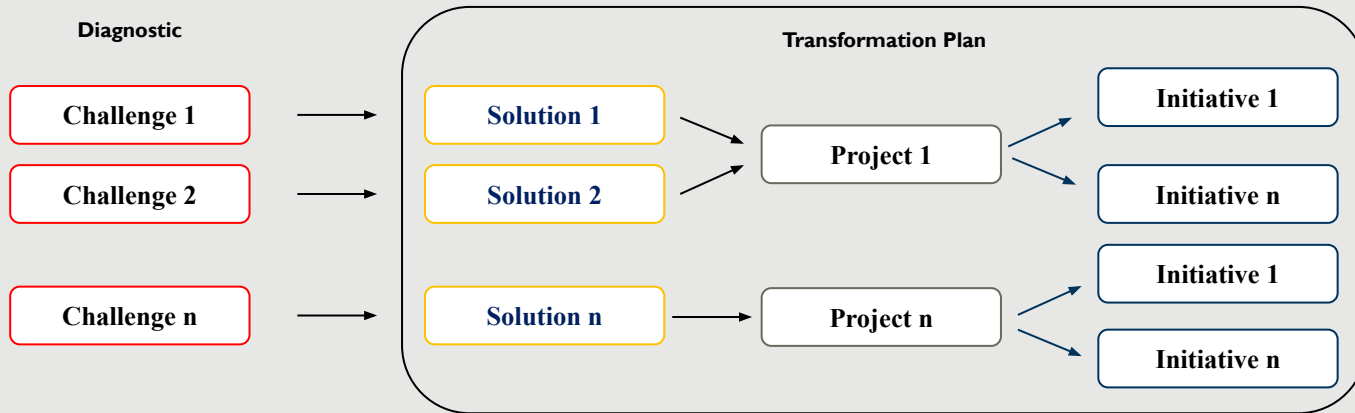 Diagnostic
Transformation Plan
Challenge 1
Solution 1
Project 1
Initiative 1
Challenge 2
Solution 2
Initiative n
Challenge n
Solution n
Project n
Initiative 1
Initiative n